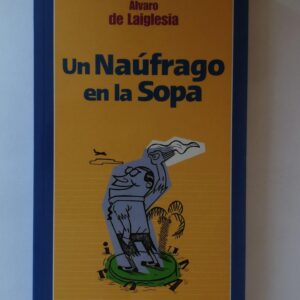 Alvaro
de Laiglesia
Un Naúfrago
en la Sopa